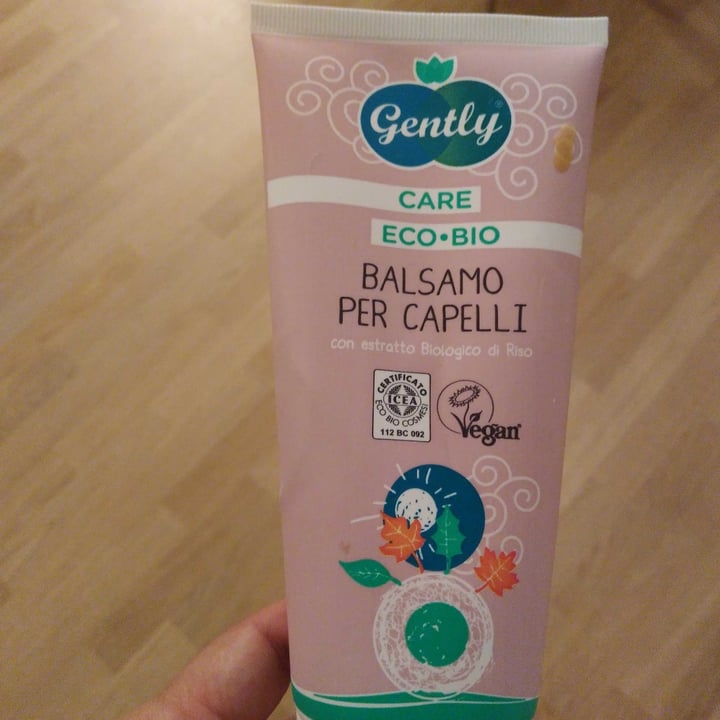 Gently®
CARE
ECO•BIO
BALSAMO
PER CAPELLI
con estratto Biologico di Riso
CERTIFICATO
ICEA
ECO BIO COSMESI
112 BC 092
Vegan